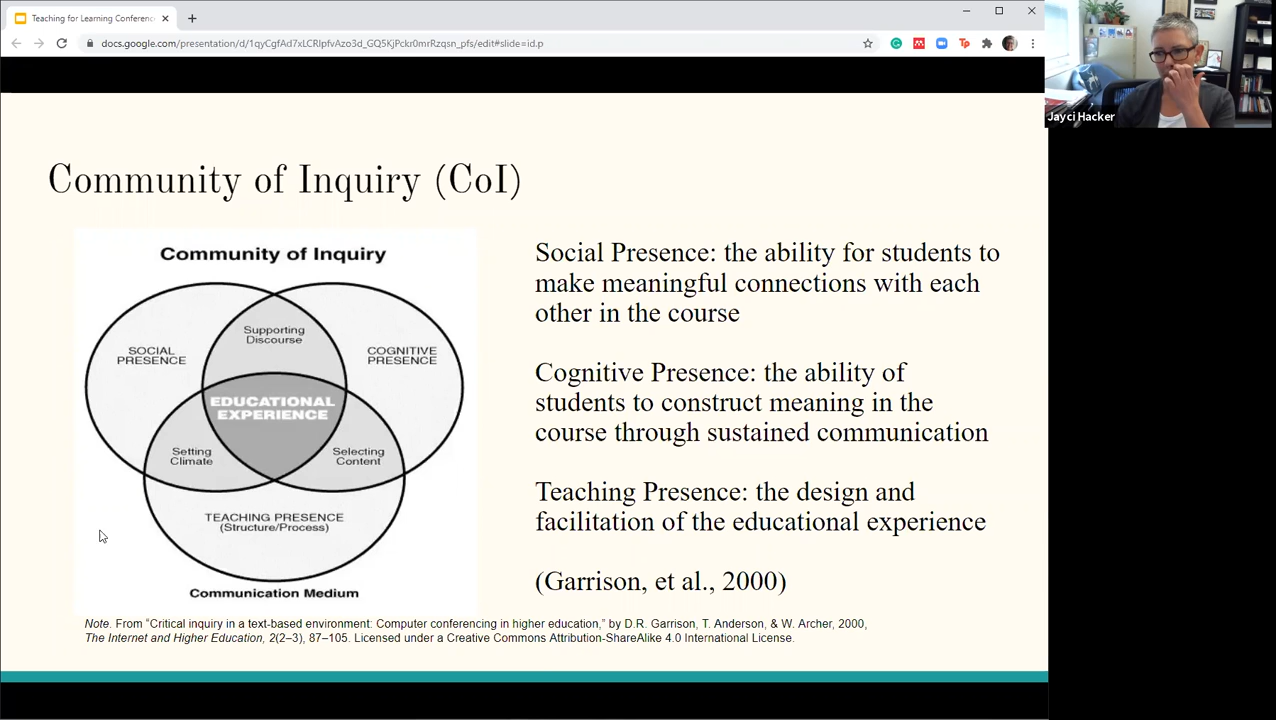 Teaching for Learning Conferenc
docs.google.com/presentation/d/1qyCgfAd7xLCRIpfvAzo3d_GQ5KjPckr0mrRzqsn_pfs/edit#slide=id.p
Jayci Hacker
Community of Inquiry (CoI)
Community of Inquiry
Supporting
Discourse
SOCIAL
PRESENCE
COGNITIVE
PRESENCE
EDUCATIONAL
EXPERIENCE
Setting
Climate
Selecting
Content
TEACHING PRESENCE
(Structure/Process)
Communication Medium
Social Presence: the ability for students to
make meaningful connections with each
other in the course
Cognitive Presence: the ability of
students to construct meaning in the
course through sustained communication
Teaching Presence: the design and
facilitation of the educational experience
(Garrison, et al., 2000)
Note. From “Critical inquiry in a text-based environment: Computer conferencing in higher education,” by D.R. Garrison, T. Anderson, & W. Archer, 2000,
The Internet and Higher Education, 2(2–3), 87–105. Licensed under a Creative Commons Attribution-ShareAlike 4.0 International License.